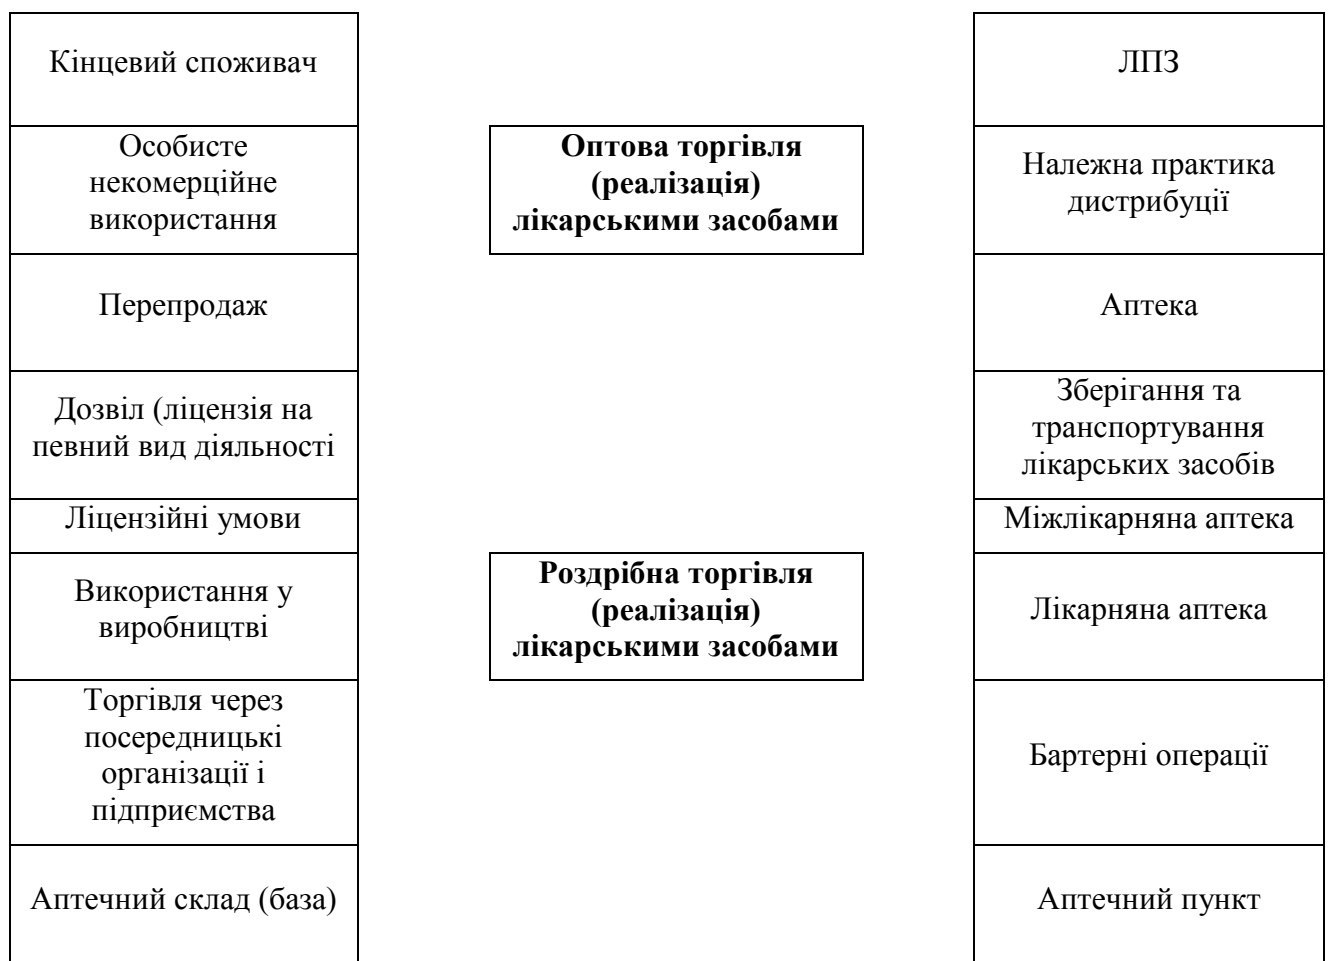 Кінцевий споживач
ЛПЗ
Особисте
некомерційне
використання
Оптова торгівля
(реалізація)
лікарськими засобами
Належна практика
дистрибуції
Перепродаж
Аптека
Дозвіл (ліцензія на
певний вид діяльності
Зберігання та
транспортування
лікарських засобів
Ліцензійні умови
Міжлікарняна аптека
Використання у
виробництві
Роздрібна торгівля
(реалізація)
лікарськими засобами
Лікарняна аптека
Торгівля через
посередницькі
організації і
підприємства
Бартерні операції
Аптечний склад (база)
Аптечний пункт